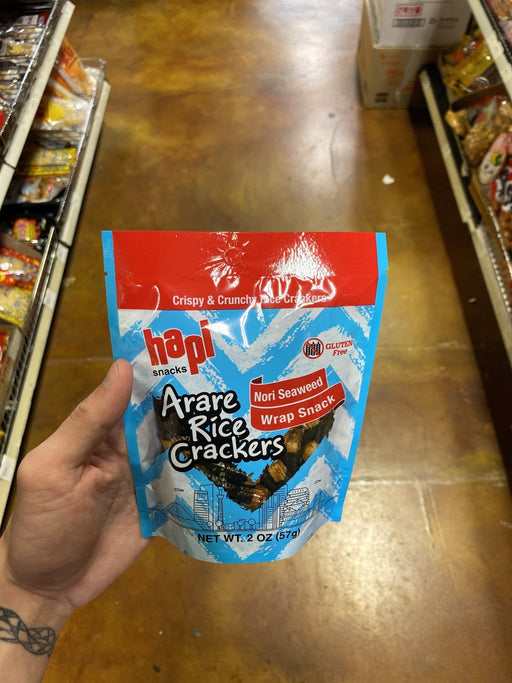 Crispy & Crunchy Rice Crackers
hapi
snacks
GLUTEN
Free
Arare
Rice
Crackers
Nori Seaweed
Wrap Snack
NET WT. 2 OZ (57g)